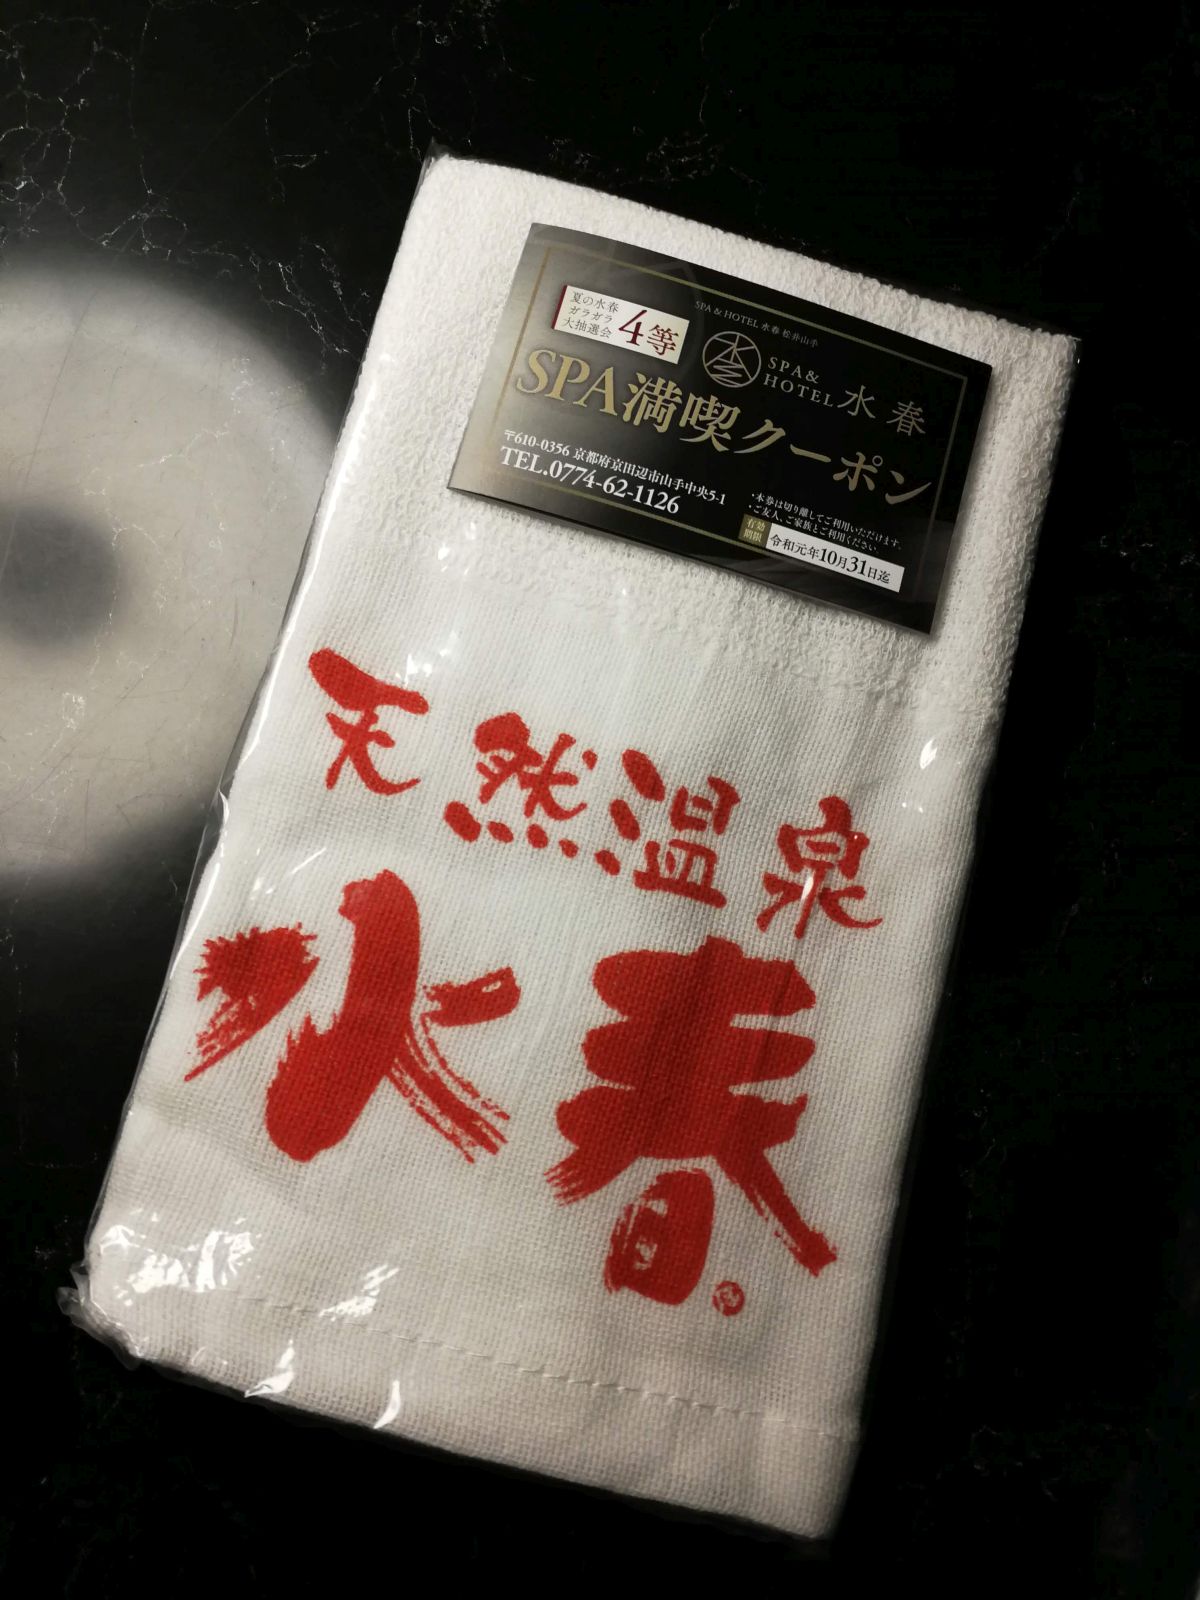 SPA & HOTEL 水春 松井山手
夏の水春
ガラガラ
大抽選会
4等
SPA&
HOTEL 水春
SPA満喫クーポン
〒610-0356 京都府京田辺市山手中央5-1
TEL.0774-62-1126
・本券は切り離してご利用いただけます。
・ご友人、ご家族とご利用ください。
有効
期限
令和元年10月31日迄
天然温泉
水春